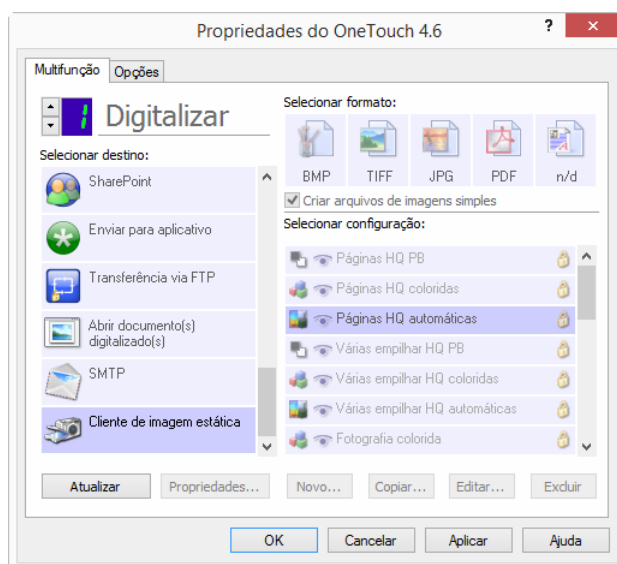 Propriedades do OneTouch 4.6
?
×
Multifunção
Opções
1
Digitalizar
Selecionar destino:
SharePoint
Enviar para aplicativo
Transferência via FTP
Abrir documento(s)
digitalizado(s)
SMTP
Cliente de imagem estática
Selecionar formato:
BMP
TIFF
JPG
PDF
n/d
Criar arquivos de imagens simples
Selecionar configuração:
Páginas HQ PB
Páginas HQ coloridas
Páginas HQ automáticas
Várias empilhar HQ PB
Várias empilhar HQ coloridas
Várias empilhar HQ automáticas
Fotografia colorida
Atualizar
Propriedades...
Novo...
Copiar...
Editar...
Excluir
OK
Cancelar
Aplicar
Ajuda